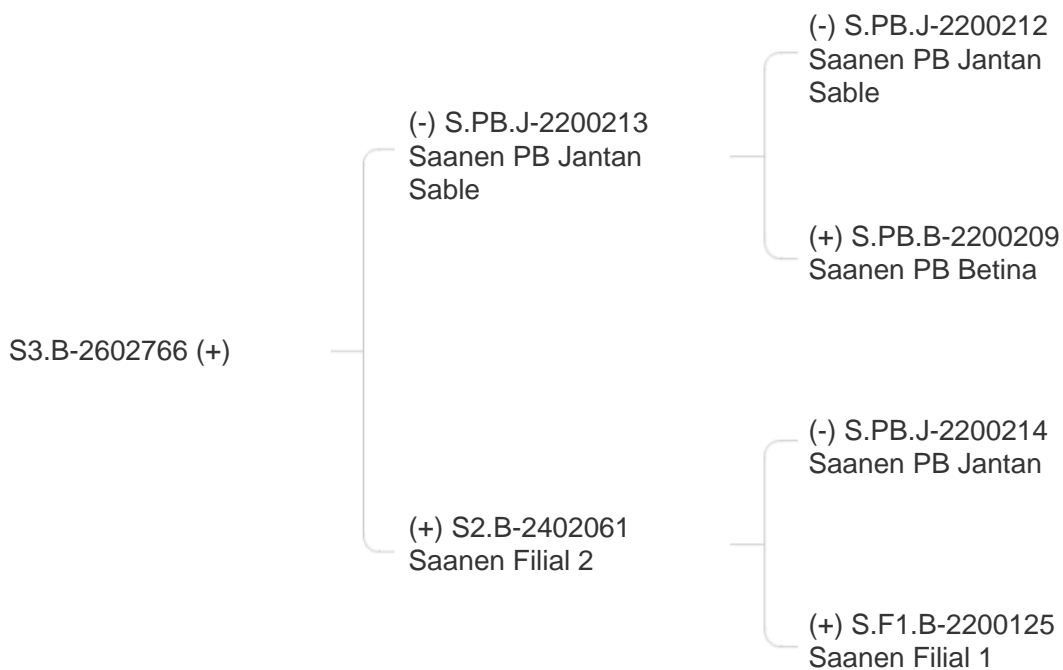 (-) S.PB.J-2200212
Saanen PB Jantan
Sable
(-) S.PB.J-2200213
Saanen PB Jantan
Sable
(+) S.PB.B-2200209
Saanen PB Betina
S3.B-2602766 (+)
(-) S.PB.J-2200214
Saanen PB Jantan
(+) S2.B-2402061
Saanen Filial 2
(+) S.F1.B-2200125
Saanen Filial 1